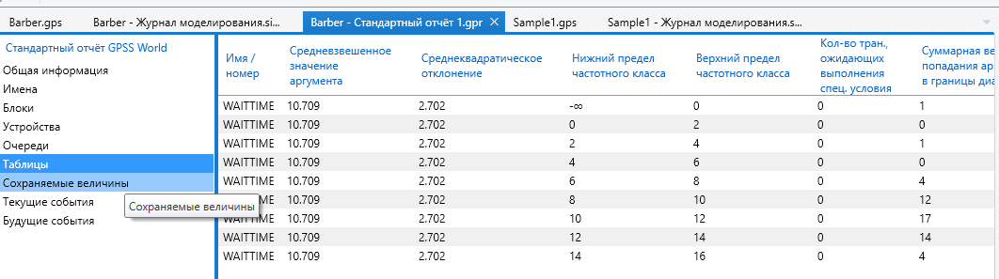 Barber.gps Barber - Журнал моделирования.si... Barber - Стандартный отчёт 1.gpr Sample1.gps Sample1 - Журнал моделирования.s...
Стандартный отчёт GPSS World
Общая информация
Имена
Блоки
Устройства
Очереди
Таблицы
Сохраняемые величины
Текущие события
Будущие события
Сохраняемые величины
Имя /
номер
Средневзвешенное
значение
аргумента
Среднеквадратическое
отклонение
Нижний предел
частотного класса
Верхний предел
частотного класса
Кол-во тран.,
ожидающих
выполнения
спец. условия
Суммарная ве
попадания ар
в границы диа
WAITTIME 10.709 2.702 -∞ 0 0 1
WAITTIME 10.709 2.702 0 2 0 0
WAITTIME 10.709 2.702 2 4 0 1
WAITTIME 10.709 2.702 4 6 0 0
WAITTIME 10.709 2.702 6 8 0 4
WAITTIME 10.709 2.702 8 10 0 12
WAITTIME 10.709 2.702 10 12 0 17
WAITTIME 10.709 2.702 12 14 0 14
WAITTIME 10.709 2.702 14 16 0 4